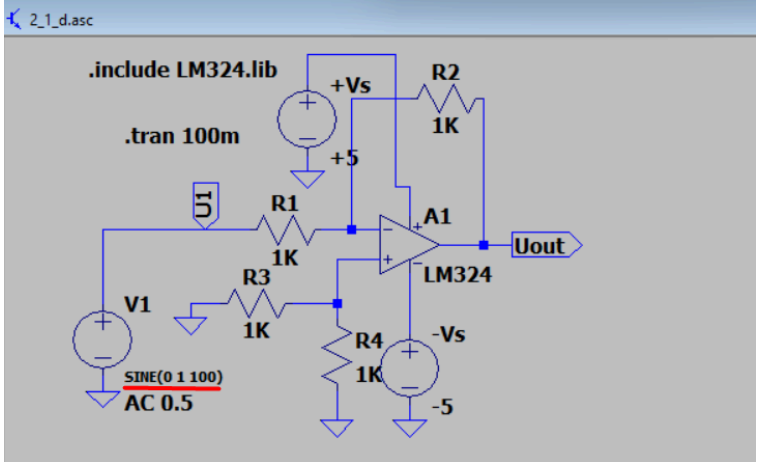 2_1_d.asc
.include LM324.lib
+Vs
R2
.tran 100m
1K
+5
U1
R1
A1
+
-
Uout
1K
+
-
LM324
R3
V1
1K
R4
-Vs
1K
SINE(0 1 100)
AC 0.5
-5